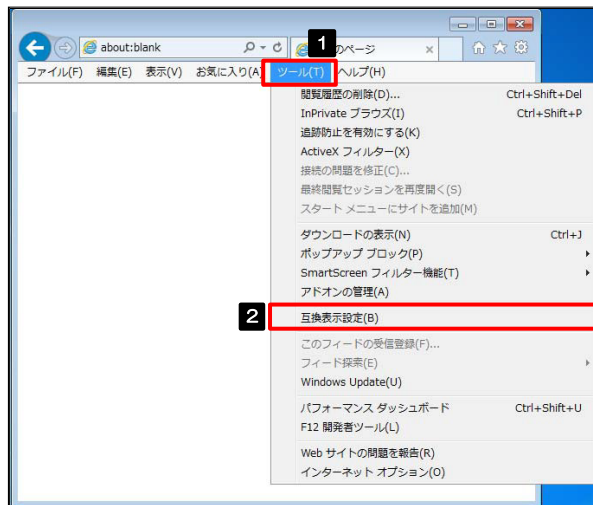 1
about:blank
のページ
ファイル(F) 編集(E) 表示(V) お気に入り(A) ツール(T) ヘルプ(H)
閲覧履歴の削除(D)... Ctrl+Shift+Del
InPrivate ブラウズ(I) Ctrl+Shift+P
追跡防止を有効にする(K)
ActiveX フィルター(X)
接続の問題を修正(C)...
最終閲覧セッションを再度開く(S)
スタート メニューにサイトを追加(M)
ダウンロードの表示(N) Ctrl+J
ポップアップ ブロック(P)
SmartScreen フィルター機能(T)
アドオンの管理(A)
2 互換表示設定(B)
このフィードの受信登録(F)...
フィード探索(E)
Windows Update(U)
パフォーマンス ダッシュボード Ctrl+Shift+U
F12 開発者ツール(L)
Web サイトの問題を報告(R)
インターネット オプション(O)